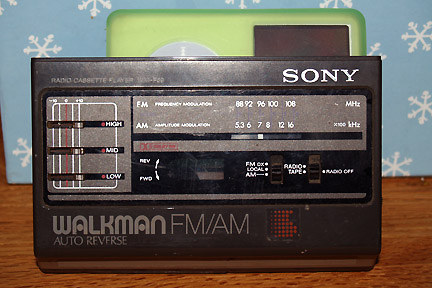 RADIO CASSETTE PLAYER
SONY
-10 0 +10
FM FREQUENCY MODULATION 88 92 96 100 108 MHz
AM AMPLITUDE MODULATION 5.3 6 7 8 12 16 X100 kHz
HIGH
MID
LOW
REV
FWD
FM DX
LOCAL
AM
RADIO
TAPE
RADIO OFF
WALKMAN FM/AM
AUTO REVERSE